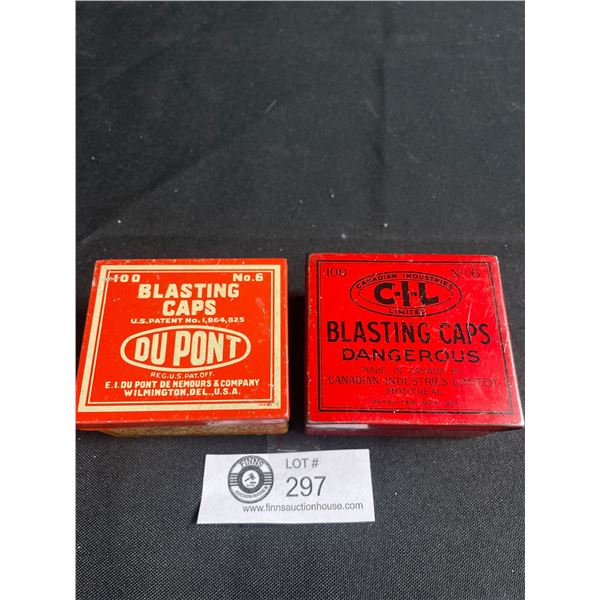 100 No. 6
BLASTING
CAPS
U.S. PATENT No. 1,864,825
DU PONT
REG. U.S. PAT. OFF.
E. I. DU PONT DE NEMOURS & COMPANY
WILMINGTON, DEL., U.S.A.
100 No 6
CANADIAN INDUSTRIES
C-I-L
LIMITED
BLASTING CAPS
DANGEROUS
MADE IN CANADA BY
CANADIAN INDUSTRIES LIMITED
MONTREAL
PATENTED
FINNS
LOT #
297
www.finnsauctionhouse.com